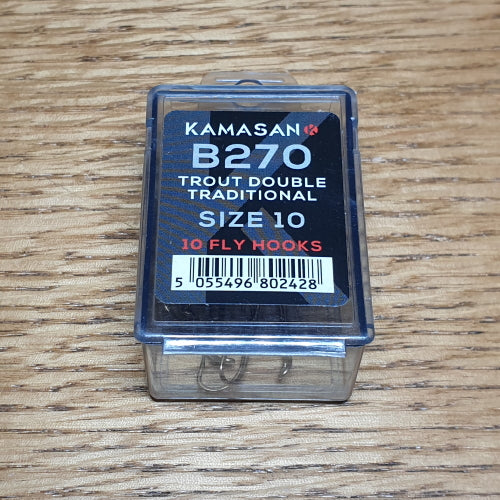 KAMASAN K
B270
TROUT DOUBLE
TRADITIONAL
SIZE 10
10 FLY HOOKS
5 055496 802428